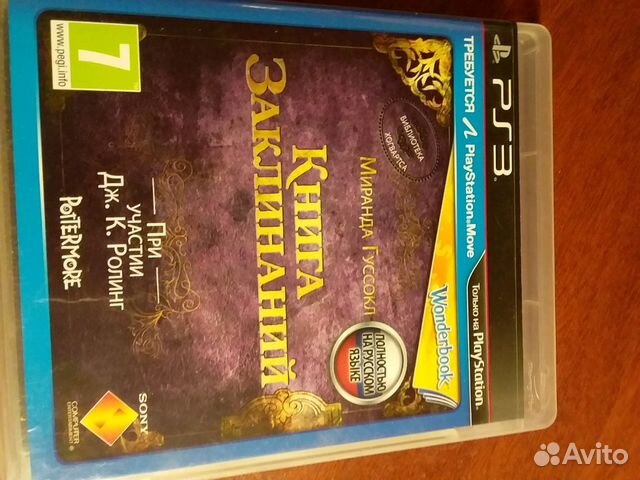 PS3
ТРЕБУЕТСЯ PlayStation®Move
Только на PlayStation®
Wonderbook™
БИБЛИОТЕКА
ХОГВАРТСА
МИРАНДА ГУССОКЛ
КНИГА
ЗАКЛИНАНИЙ
ПОЛНОСТЬЮ
НА РУССКОМ
ЯЗЫКЕ
При
участии
Дж. К. Ролинг
POTTERMORE
7
www.pegi.info
SONY
COMPUTER
ENTERTAINMENT®
Avito